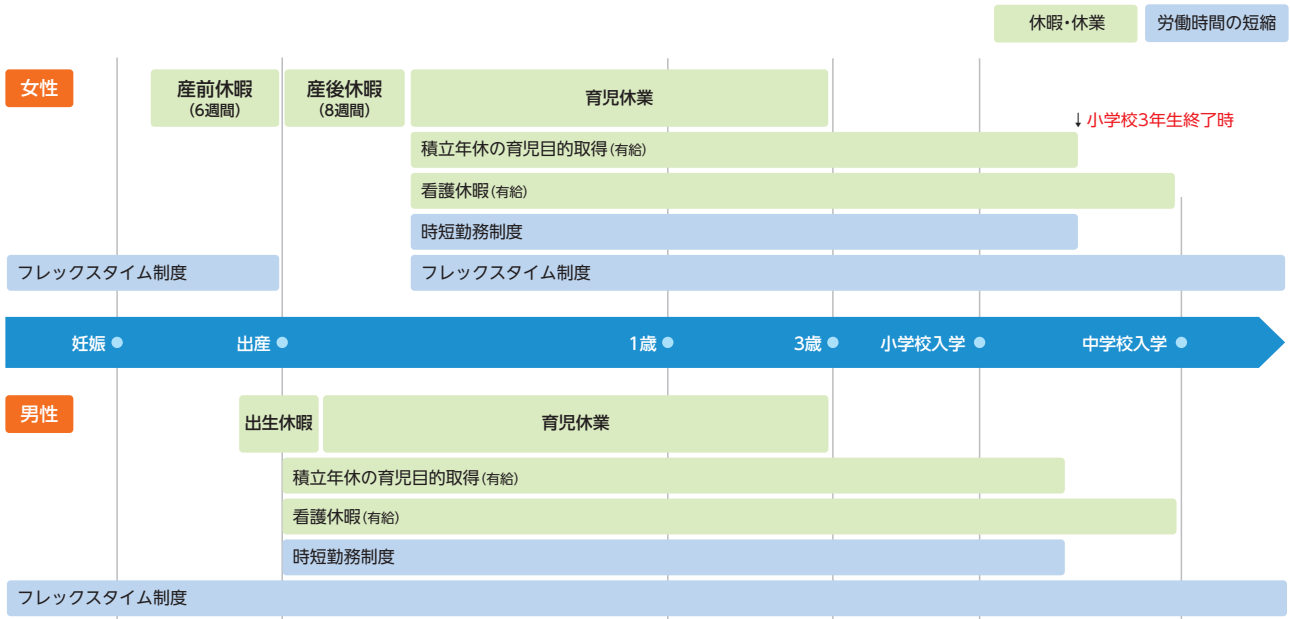 休暇・休業
労働時間の短縮
女性
産前休暇
(6週間)
産後休暇
(8週間)
育児休業
↓小学校3年生終了時
積立年休の育児目的取得(有給)
看護休暇(有給)
時短勤務制度
フレックスタイム制度
フレックスタイム制度
妊娠
出産
1歳
3歳
小学校入学
中学校入学
男性
出生休暇
育児休業
積立年休の育児目的取得(有給)
看護休暇(有給)
時短勤務制度
フレックスタイム制度